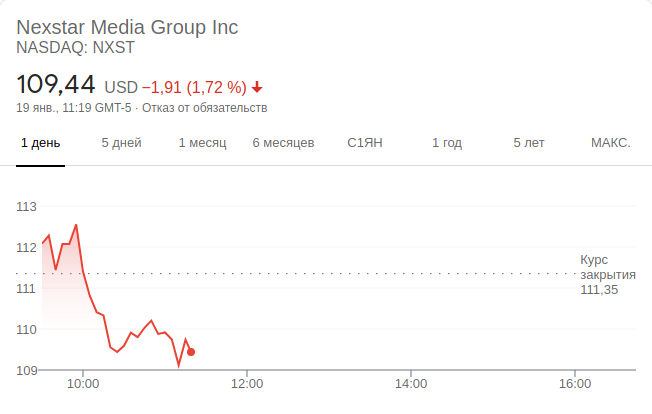 Nexstar Media Group Inc
NASDAQ: NXST
109,44 USD −1,91 (1,72 %)
19 янв., 11:19 GMT-5 · Отказ от обязательств
1 день 5 дней 1 месяц 6 месяцев С1ЯН 1 год 5 лет МАКС.
113
112
Курс
закрытия
111,35
111
110
109
10:00 12:00 14:00 16:00